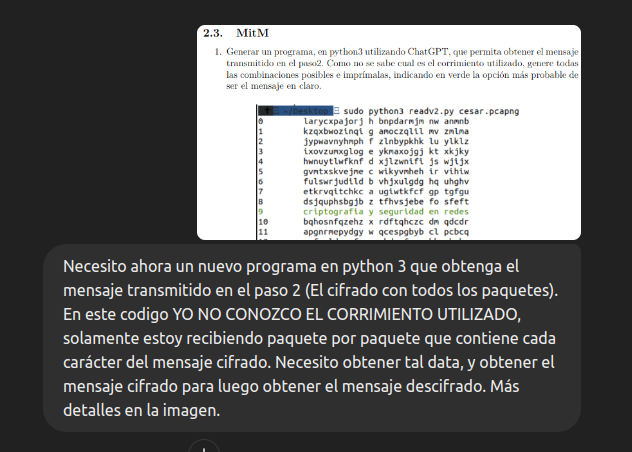 2.3. MitM
1. Generar un programa, en python3 utilizando ChatGPT, que permita obtener el mensaje
transmitido en el paso2. Como no se sabe cual es el corrimiento utilizado, genere todas
las combinaciones posibles e imprímalas, indicando en verde la opción más probable de
ser el mensaje en claro.
~/Desktop sudo python3 readv2.py cesar.pcapng
0 larycxpajorj h bnpdarmjm nw anmnb
1 kzqxbwozinqi g amoczqlil mv zmlma
2 jypwavnyhmph f zlnbypkhk lu ylklz
3 ixovzumxglog e ykmaxojgj kt xkjky
4 hwnuytlwfknf d xjlzwnifi js wjijx
5 gvmtxskvejme c wikyvmheh ir vihiw
6 fulswrjudild b vhjxulgdg hq uhghv
7 etkrvqitchkc a ugiwtkfcf gp tgfgu
8 dsjquphsbgjb z tfhvsjebe fo sfeft
9 criptografia y seguridad en redes
10 bqhosnfqzehz x rdftqhczc dm qdcdr
11 apgnrmepydgy w qcespgbyb cl pcbcq
Necesito ahora un nuevo programa en python 3 que obtenga el
mensaje transmitido en el paso 2 (El cifrado con todos los paquetes).
En este codigo YO NO CONOZCO EL CORRIMIENTO UTILIZADO,
solamente estoy recibiendo paquete por paquete que contiene cada
carácter del mensaje cifrado. Necesito obtener tal data, y obtener el
mensaje cifrado para luego obtener el mensaje descifrado. Más
detalles en la imagen.